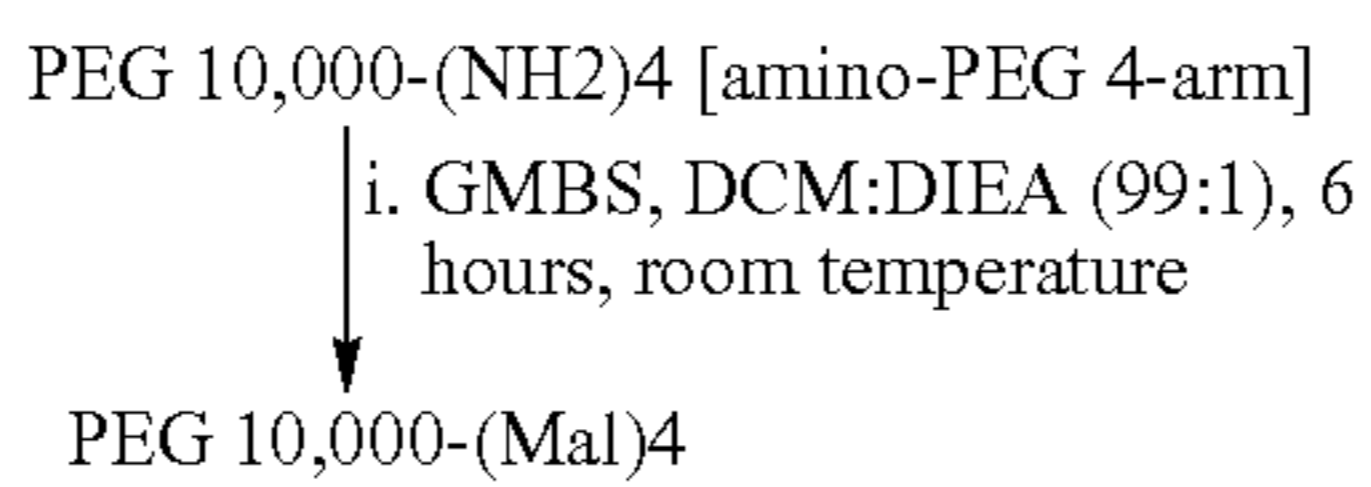 PEG 10,000-(NH2)4 [amino-PEG 4-arm]
i. GMBS, DCM:DIEA (99:1), 6
hours, room temperature
PEG 10,000-(Mal)4